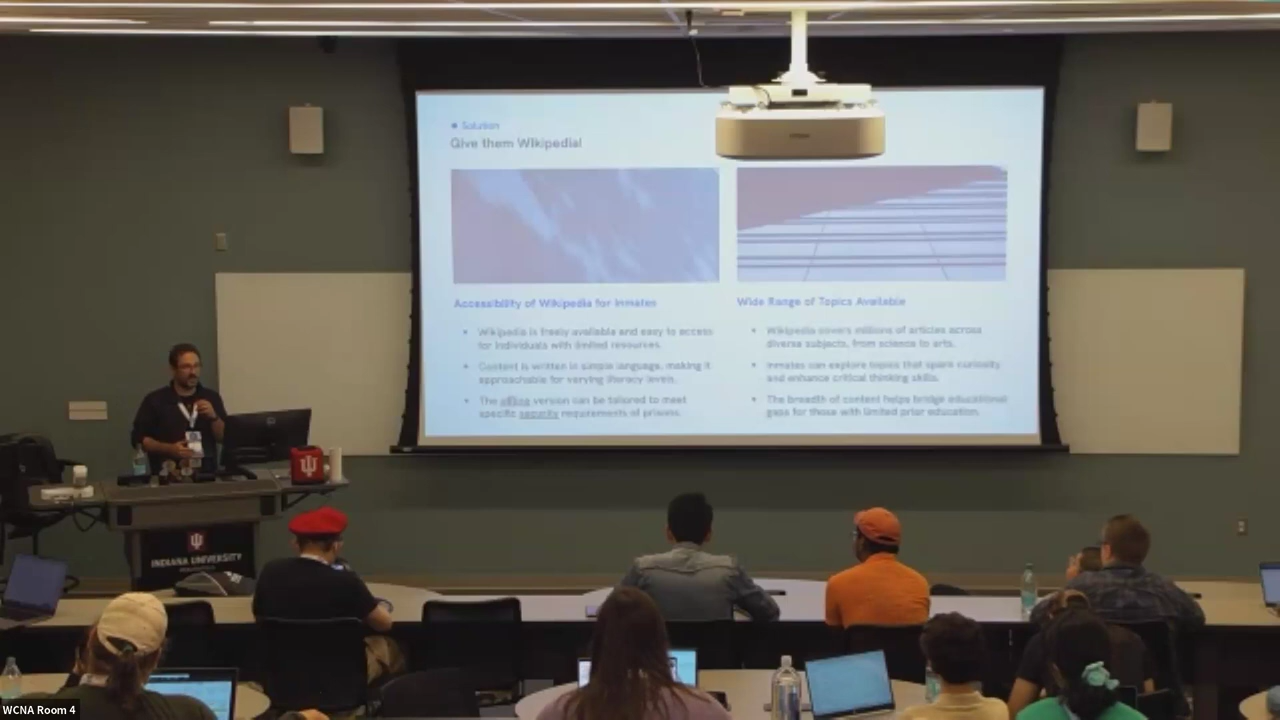 Solution
Give them Wikipedia!
Accessibility of Wikipedia for Inmates
Wikipedia is freely available and easy to access
for individuals with limited resources.
Content is written in simple language, making it
approachable for varying literacy levels.
The offline version can be tailored to meet
specific security requirements of prisons.
Wide Range of Topics Available
Wikipedia covers millions of articles across
diverse subjects, from science to arts.
Inmates can explore topics that spark curiosity
and enhance critical thinking skills.
The breadth of content helps bridge educational
gaps for those with limited prior education.
INDIANA UNIVERSITY
WCNA Room 4